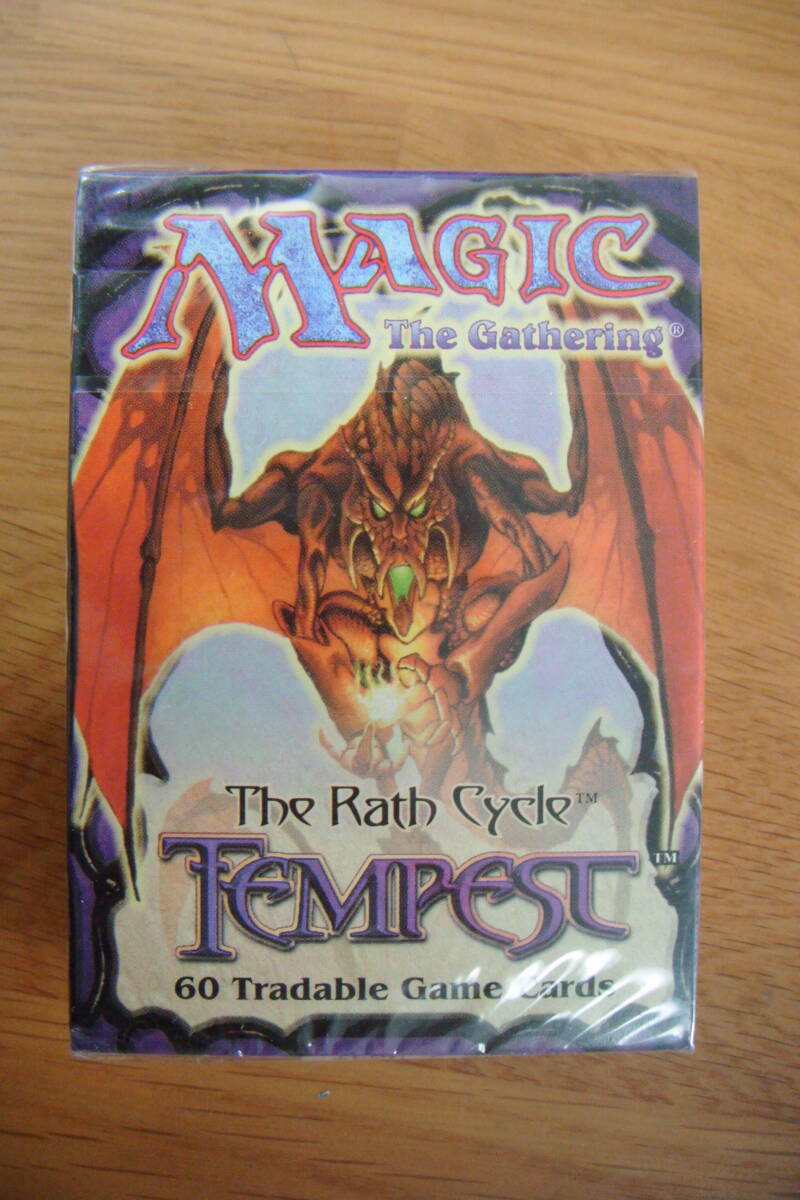 MAGIC
The Gathering®
The Rath Cycle™
TEMPEST™
60 Tradable Game Cards